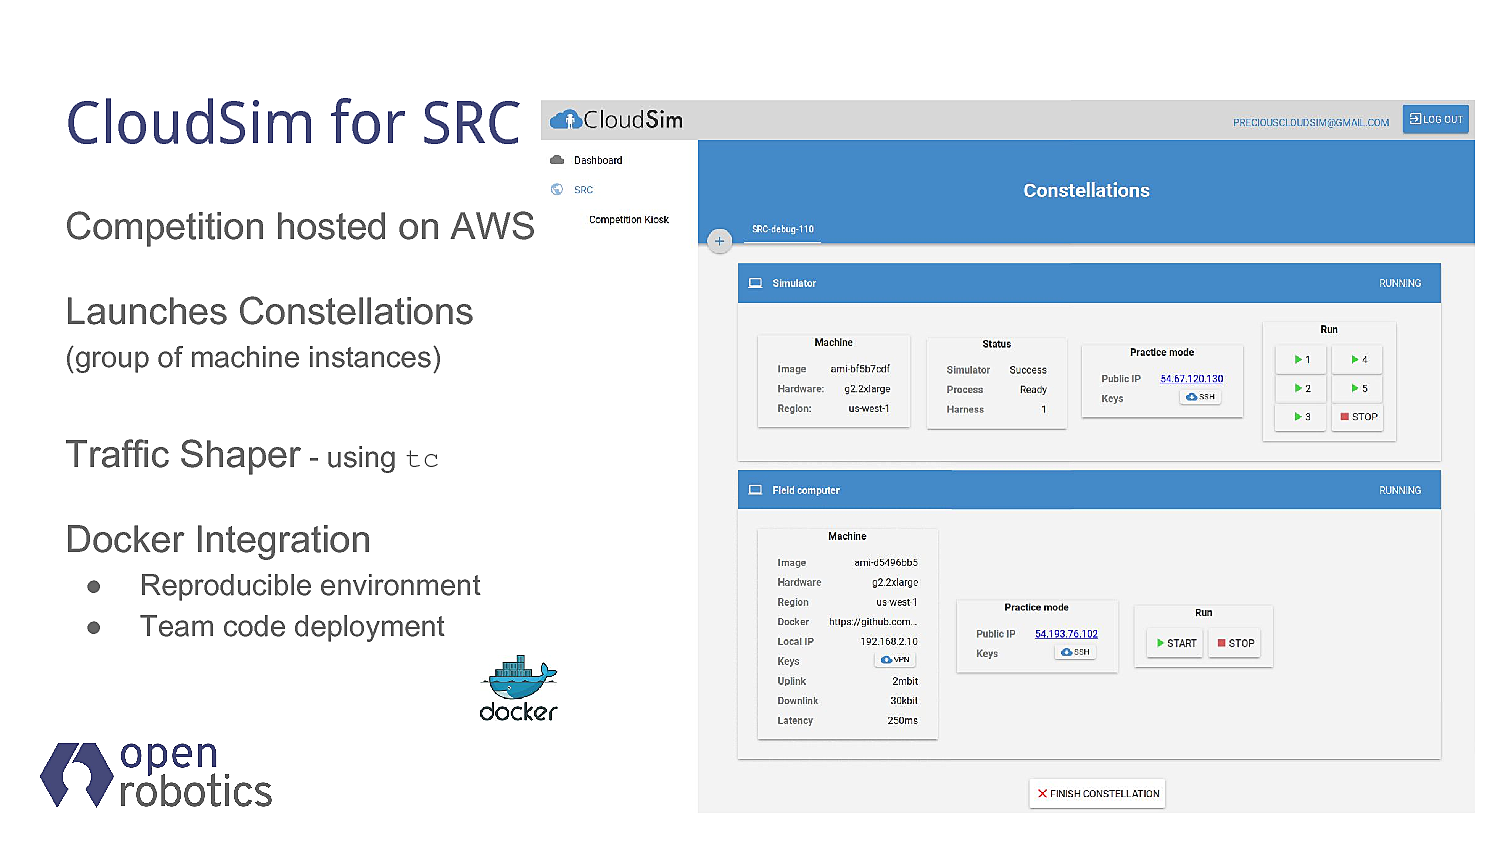 CloudSim for SRC
Competition hosted on AWS
Launches Constellations
(group of machine instances)
Traffic Shaper - using tc
Docker Integration
● Reproducible environment
● Team code deployment
docker
open
robotics
CloudSim
PRECIOUSCLOUDSIM@GMAIL.COM
LOG OUT
Dashboard
SRC
Competition Kiosk
Constellations
+
SRC-debug-110
Simulator
RUNNING
Machine
Image ami-bf5b7cdf
Hardware: g2.2xlarge
Region: us-west-1
Status
Simulator Success
Process Ready
Harness 1
Practice mode
Public IP 54.67.120.130
Keys SSH
Run
1 4
2 5
3 STOP
Field computer
RUNNING
Machine
Image ami-d5496bb5
Hardware g2.2xlarge
Region us-west-1
Docker https://github.com...
Local IP 192.168.2.10
Keys VPN
Uplink 2mbit
Downlink 30kbit
Latency 250ms
Practice mode
Public IP 54.193.76.102
Keys SSH
Run
START STOP
FINISH CONSTELLATION